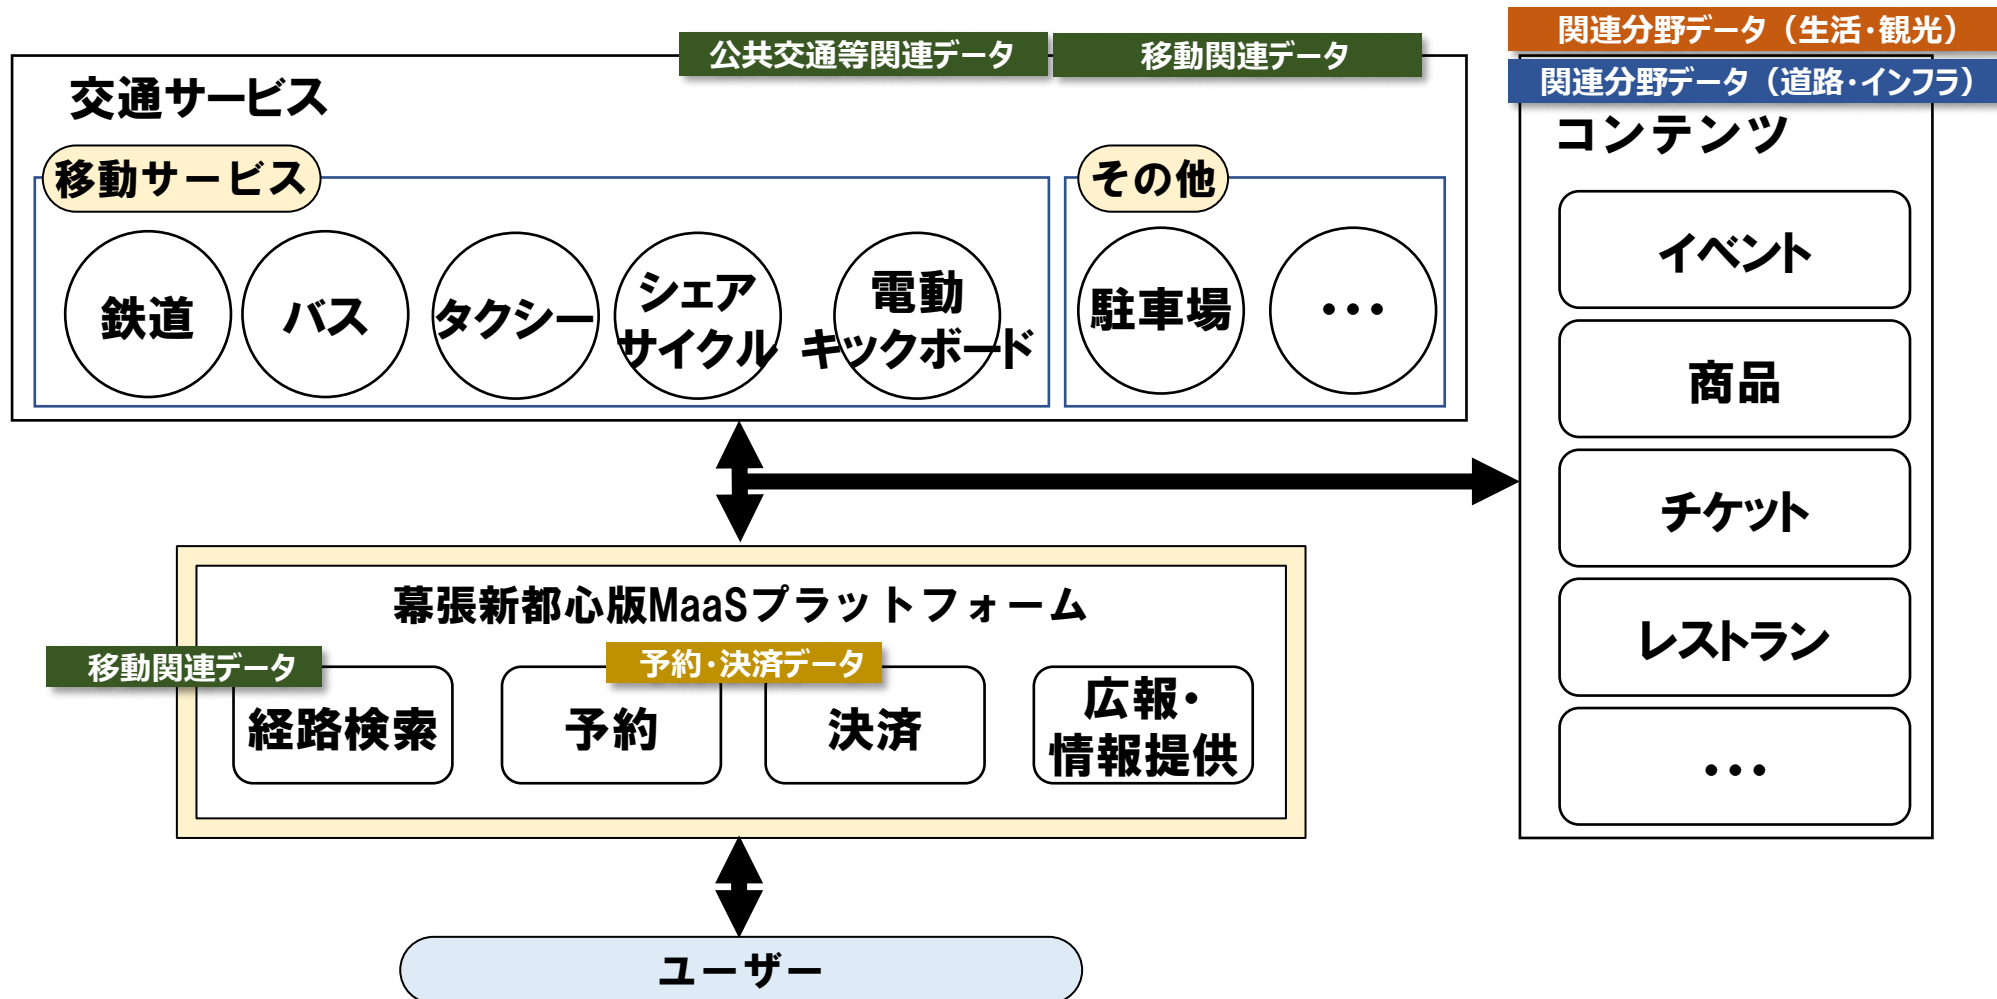 公共交通等関連データ
移動関連データ
関連分野データ（生活・観光）
関連分野データ（道路・インフラ）
交通サービス
コンテンツ
移動サービス
その他
鉄道
バス
タクシー
シェア
サイクル
電動
キックボード
駐車場
・・・
イベント
商品
チケット
レストラン
・・・
幕張新都心版MaaSプラットフォーム
移動関連データ
予約・決済データ
経路検索
予約
決済
広報・
情報提供
ユーザー